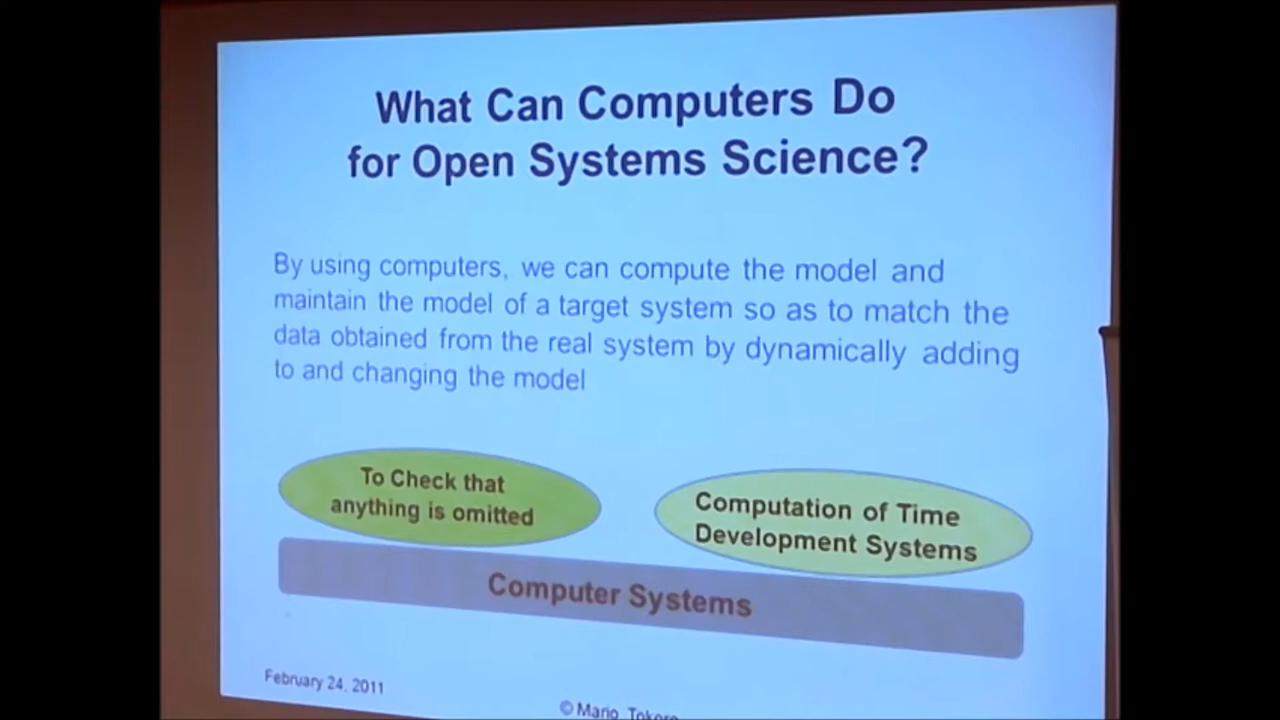 What Can Computers Do
for Open Systems Science?
By using computers, we can compute the model and
maintain the model of a target system so as to match the
data obtained from the real system by dynamically adding
to and changing the model
To Check that
anything is omitted
Computation of Time
Development Systems
Computer Systems
February 24, 2011
© Mario Tokoro